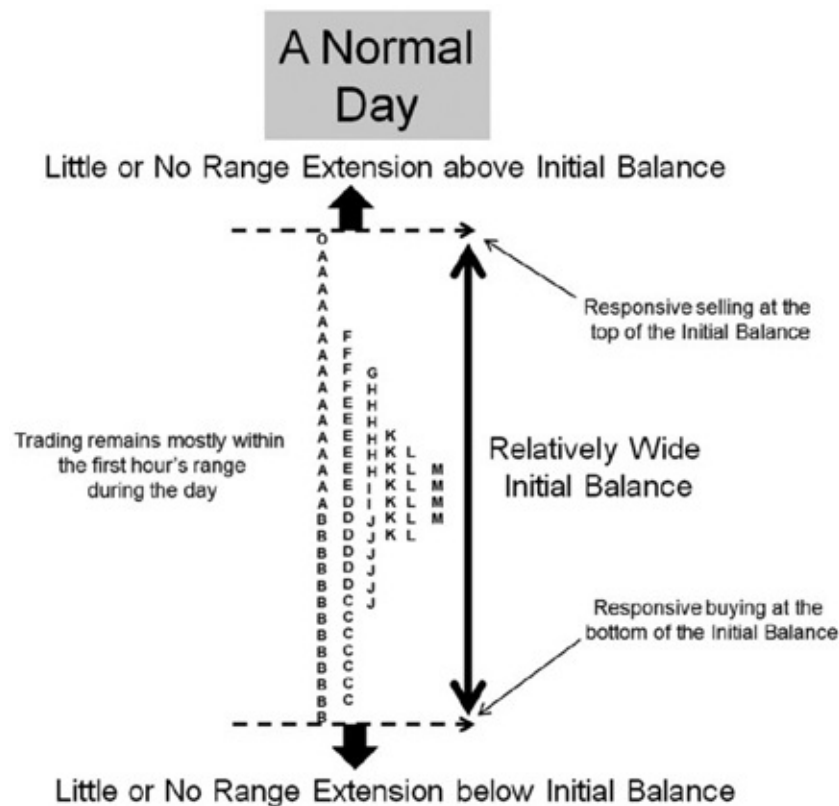 A Normal
Day
Little or No Range Extension above Initial Balance
O
A
A
A
A
A
A F
A F
A F G
A F H
A E H
A E H
A E H K
A E H K L
A E H K L M
A E I K L M
A D I K L M
B D J K L M
B D J K L
B D J
B D J
B D J
B C J
B C
B C
B C
B C
B C
B C
B
Responsive selling at the
top of the Initial Balance
Trading remains mostly within
the first hour's range
during the day
Relatively Wide
Initial Balance
Responsive buying at the
bottom of the Initial Balance
Little or No Range Extension below Initial Balance